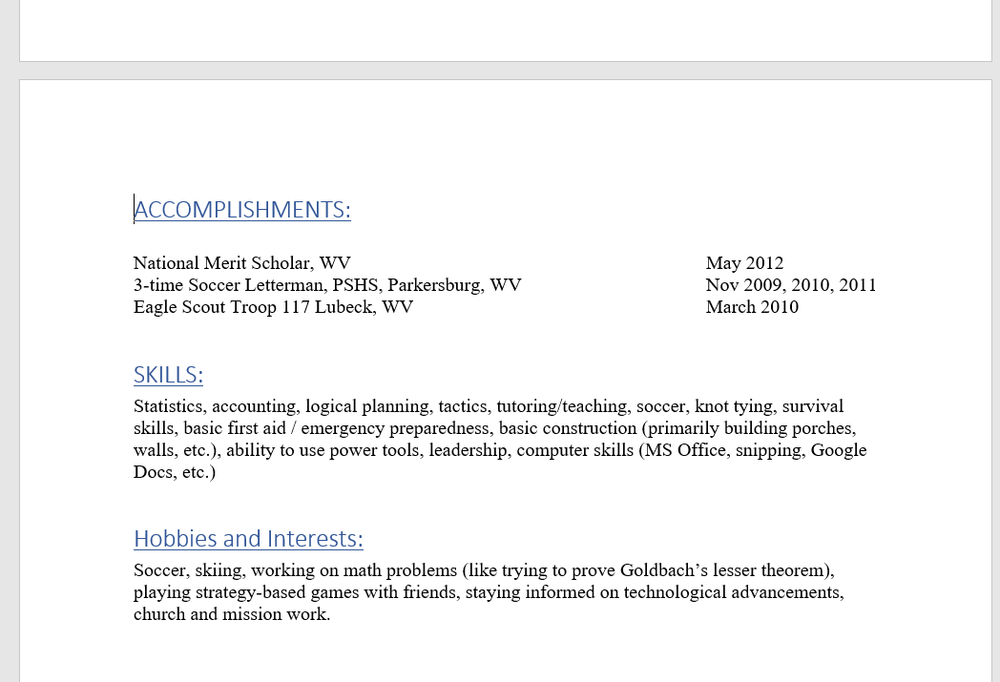 ACCOMPLISHMENTS:
National Merit Scholar, WV May 2012
3-time Soccer Letterman, PSHS, Parkersburg, WV Nov 2009, 2010, 2011
Eagle Scout Troop 117 Lubeck, WV March 2010
SKILLS:
Statistics, accounting, logical planning, tactics, tutoring/teaching, soccer, knot tying, survival
skills, basic first aid / emergency preparedness, basic construction (primarily building porches,
walls, etc.), ability to use power tools, leadership, computer skills (MS Office, snipping, Google
Docs, etc.)
Hobbies and Interests:
Soccer, skiing, working on math problems (like trying to prove Goldbach’s lesser theorem),
playing strategy-based games with friends, staying informed on technological advancements,
church and mission work.